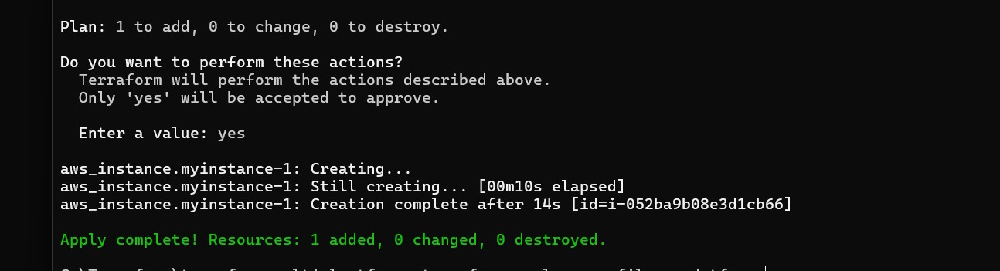 Plan: 1 to add, 0 to change, 0 to destroy.
Do you want to perform these actions?
Terraform will perform the actions described above.
Only 'yes' will be accepted to approve.
Enter a value: yes
aws_instance.myinstance-1: Creating...
aws_instance.myinstance-1: Still creating... [00m10s elapsed]
aws_instance.myinstance-1: Creation complete after 14s [id=i-052ba9b08e3d1cb66]
Apply complete! Resources: 1 added, 0 changed, 0 destroyed.